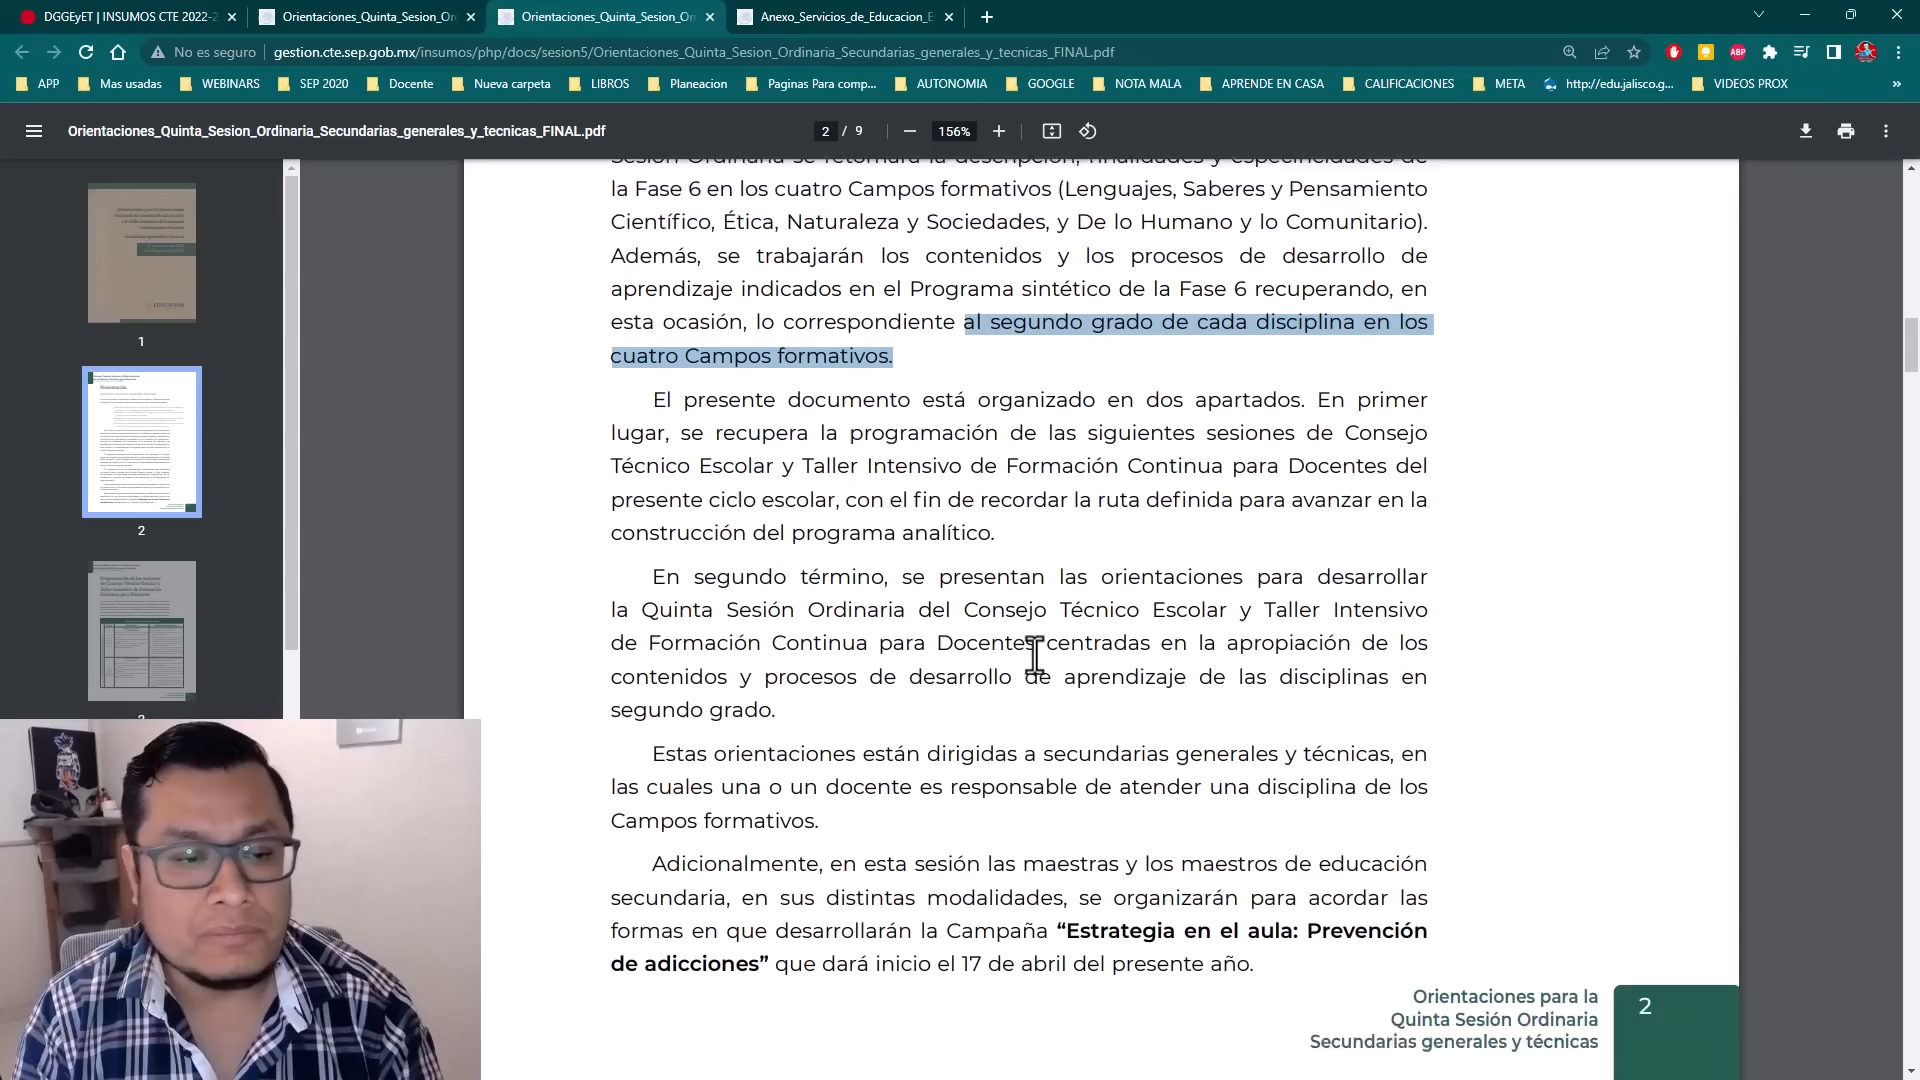 DGGEyET | INSUMOS CTE 2022-2
Orientaciones_Quinta_Sesion_Or
Orientaciones_Quinta_Sesion_Or
Anexo_Servicios_de_Educacion_E
No es seguro
gestion.cte.sep.gob.mx/insumos/php/docs/sesion5/Orientaciones_Quinta_Sesion_Ordinaria_Secundarias_generales_y_tecnicas_FINAL.pdf
APP
Mas usadas
WEBINARS
SEP 2020
Docente
Nueva carpeta
LIBROS
Planeacion
Paginas Para comp...
AUTONOMIA
GOOGLE
NOTA MALA
APRENDE EN CASA
CALIFICACIONES
META
http://edu.jalisco.g...
VIDEOS PROX
»
Orientaciones_Quinta_Sesion_Ordinaria_Secundarias_generales_y_tecnicas_FINAL.pdf
2 / 9
156%
1
2
Sesión Ordinaria se retomará la descripción, finalidades y especificidades de
la Fase 6 en los cuatro Campos formativos (Lenguajes, Saberes y Pensamiento
Científico, Ética, Naturaleza y Sociedades, y De lo Humano y lo Comunitario).
Además, se trabajarán los contenidos y los procesos de desarrollo de
aprendizaje indicados en el Programa sintético de la Fase 6 recuperando, en
esta ocasión, lo correspondiente al segundo grado de cada disciplina en los
cuatro Campos formativos.
El presente documento está organizado en dos apartados. En primer
lugar, se recupera la programación de las siguientes sesiones de Consejo
Técnico Escolar y Taller Intensivo de Formación Continua para Docentes del
presente ciclo escolar, con el fin de recordar la ruta definida para avanzar en la
construcción del programa analítico.
En segundo término, se presentan las orientaciones para desarrollar
la Quinta Sesión Ordinaria del Consejo Técnico Escolar y Taller Intensivo
de Formación Continua para Docentes centradas en la apropiación de los
contenidos y procesos de desarrollo de aprendizaje de las disciplinas en
segundo grado.
Estas orientaciones están dirigidas a secundarias generales y técnicas, en
las cuales una o un docente es responsable de atender una disciplina de los
Campos formativos.
Adicionalmente, en esta sesión las maestras y los maestros de educación
secundaria, en sus distintas modalidades, se organizarán para acordar las
formas en que desarrollarán la Campaña “Estrategia en el aula: Prevención
de adicciones” que dará inicio el 17 de abril del presente año.
Orientaciones para la
Quinta Sesión Ordinaria
Secundarias generales y técnicas
2